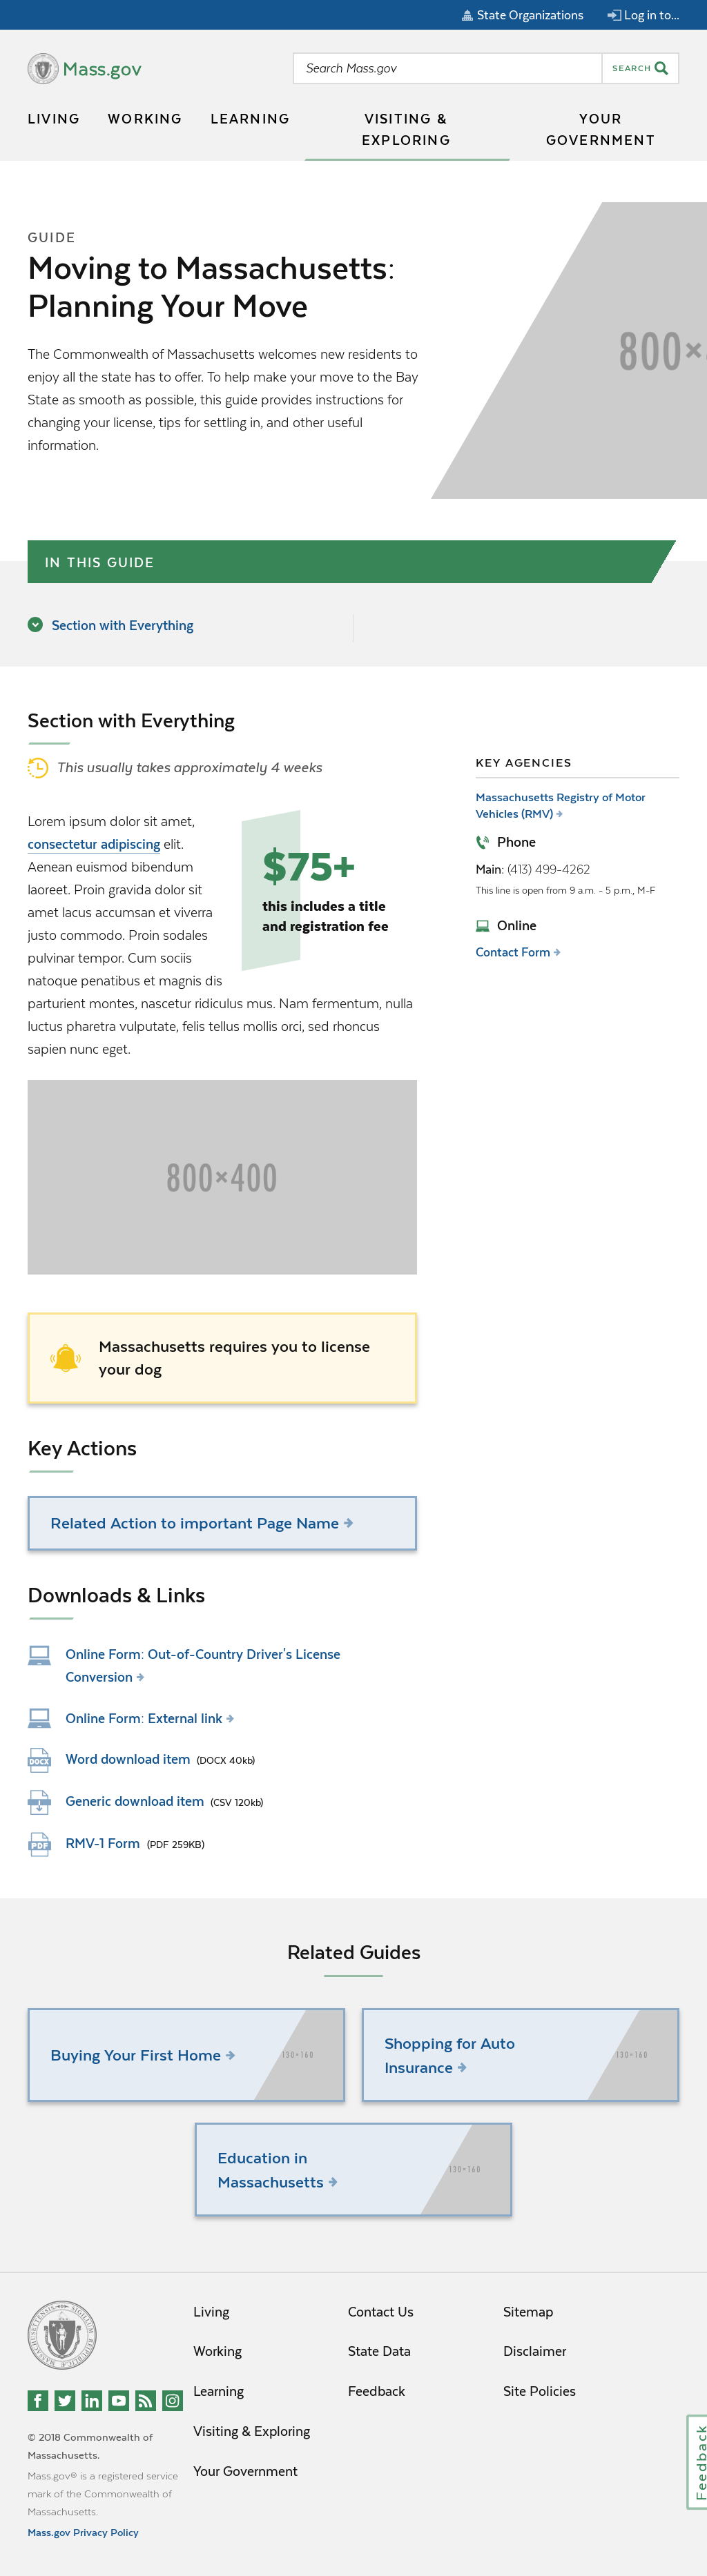 State Organizations
Log in to...
Mass.gov
Search Mass.gov
SEARCH
LIVING
WORKING
LEARNING
VISITING &
EXPLORING
YOUR
GOVERNMENT
GUIDE
Moving to Massachusetts:
Planning Your Move
The Commonwealth of Massachusetts welcomes new residents to
enjoy all the state has to offer. To help make your move to the Bay
State as smooth as possible, this guide provides instructions for
changing your license, tips for settling in, and other useful
information.
800×
IN THIS GUIDE
Section with Everything
Section with Everything
This usually takes approximately 4 weeks
Lorem ipsum dolor sit amet,
consectetur adipiscing elit.
Aenean euismod bibendum
laoreet. Proin gravida dolor sit
amet lacus accumsan et viverra
justo commodo. Proin sodales
pulvinar tempor. Cum sociis
natoque penatibus et magnis dis
parturient montes, nascetur ridiculus mus. Nam fermentum, nulla
luctus pharetra vulputate, felis tellus mollis orci, sed rhoncus
sapien nunc eget.
$75+
this includes a title
and registration fee
800×400
Massachusetts requires you to license
your dog
Key Actions
Related Action to important Page Name
Downloads & Links
Online Form: Out-of-Country Driver's License
Conversion
Online Form: External link
DOCX
Word download item (DOCX 40kb)
Generic download item (CSV 120kb)
PDF
RMV-1 Form (PDF 259KB)
KEY AGENCIES
Massachusetts Registry of Motor
Vehicles (RMV)
Phone
Main: (413) 499-4262
This line is open from 9 a.m. - 5 p.m., M-F
Online
Contact Form
Related Guides
Buying Your First Home
130×160
Shopping for Auto
Insurance
130×160
Education in
Massachusetts
130×160
Living
Working
Learning
Visiting & Exploring
Your Government
Contact Us
State Data
Feedback
Sitemap
Disclaimer
Site Policies
© 2018 Commonwealth of
Massachusetts.
Mass.gov® is a registered service
mark of the Commonwealth of
Massachusetts.
Mass.gov Privacy Policy
Feedback